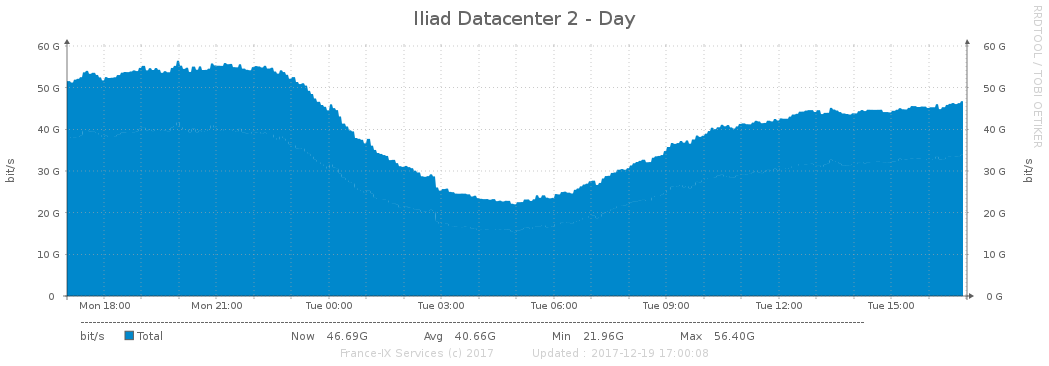 Iliad Datacenter 2 - Day
RRDTOOL / TOBI OETIKER
60 G 60 G
50 G 50 G
40 G 40 G
30 G 30 G
20 G 20 G
10 G 10 G
0 0 G
bit/s bit/s
Mon 18:00 Mon 21:00 Tue 00:00 Tue 03:00 Tue 06:00 Tue 09:00 Tue 12:00 Tue 15:00
bit/s Total Now 46.69G Avg 40.66G Min 21.96G Max 56.40G
France-IX Services (c) 2017 Updated : 2017-12-19 17:00:08